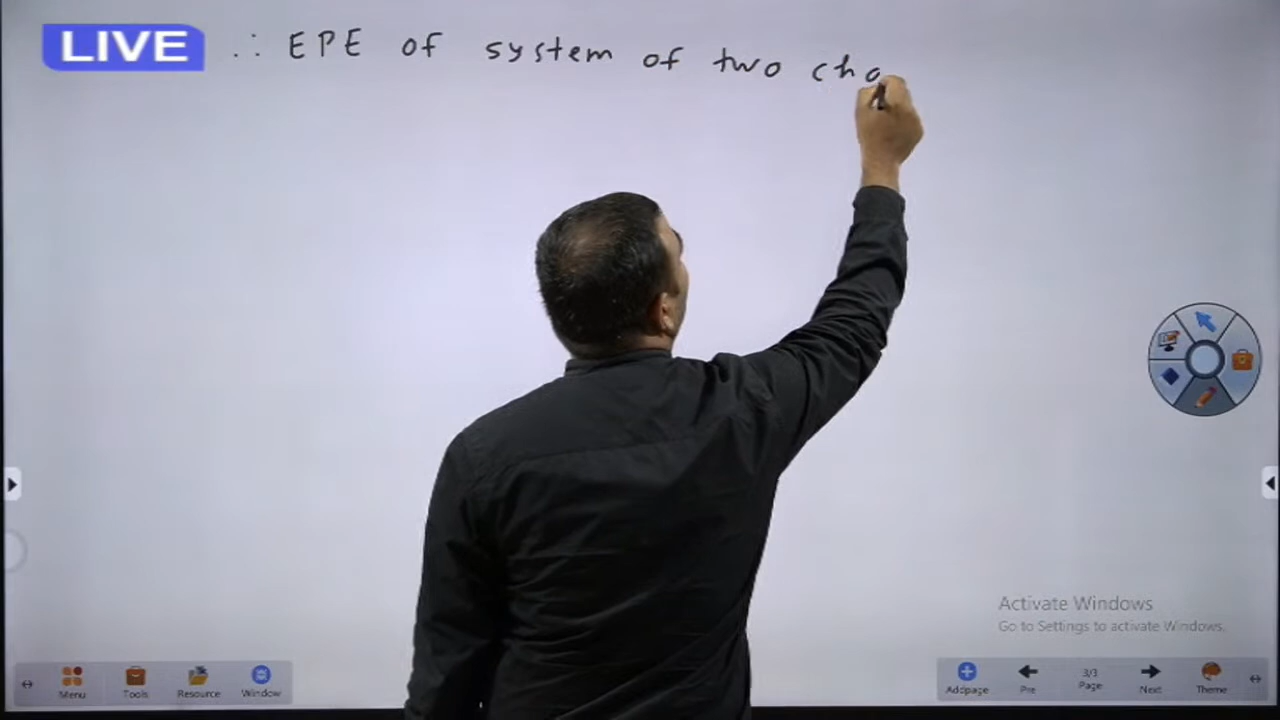 LIVE
∴ EPE of system of two cha
Activate Windows
Go to Settings to activate Windows.
Menu
Tools
Resource
Window
Addpage
Pre
3/3
Page
Next
Theme